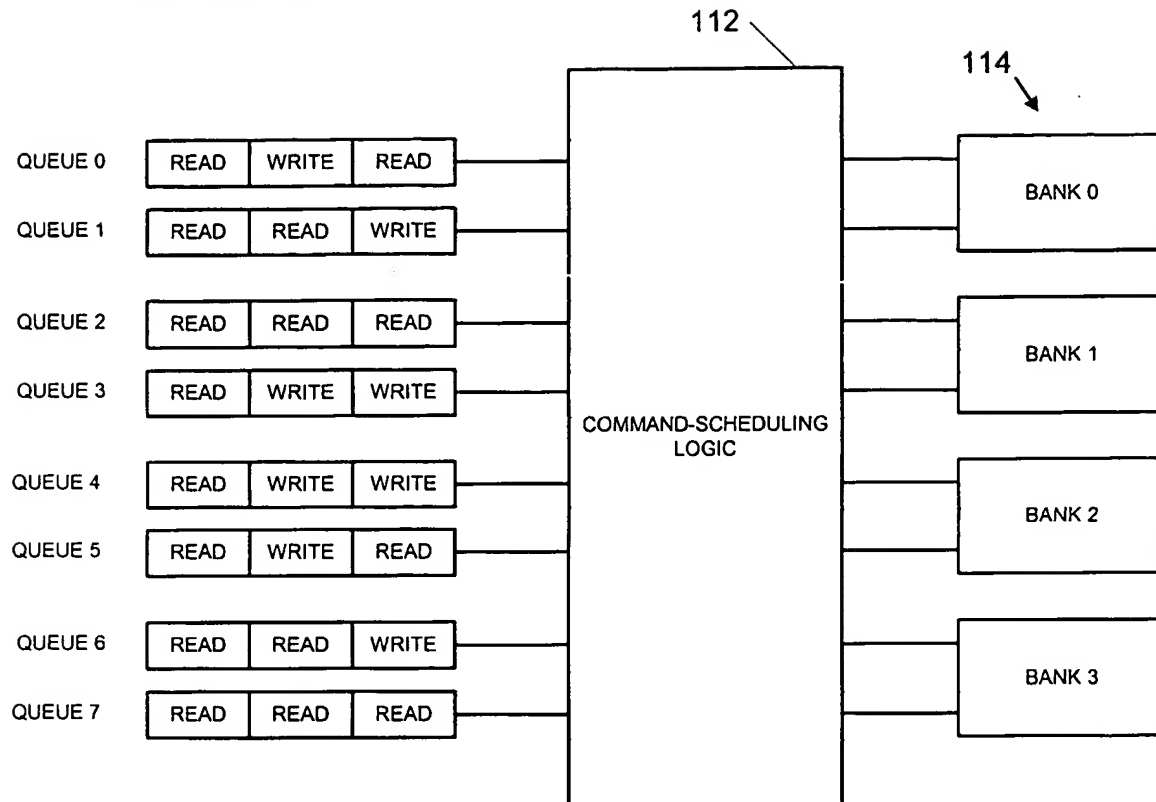 112
114
QUEUE 0 READ WRITE READ
BANK 0
QUEUE 1 READ READ WRITE
QUEUE 2 READ READ READ
BANK 1
QUEUE 3 READ WRITE WRITE
COMMAND-SCHEDULING
LOGIC
QUEUE 4 READ WRITE WRITE
BANK 2
QUEUE 5 READ WRITE READ
QUEUE 6 READ READ WRITE
BANK 3
QUEUE 7 READ READ READ